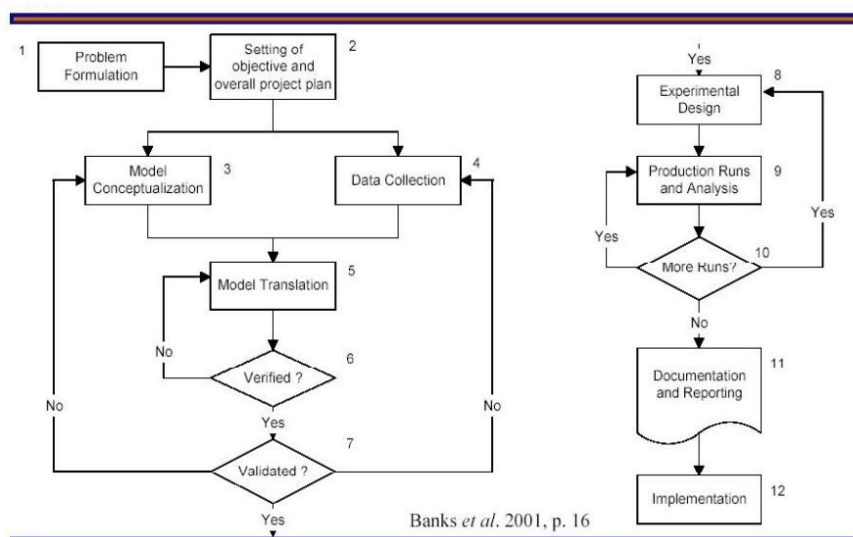 1
Problem
Formulation
2
Setting of
objective and
overall project plan
3
Model
Conceptualization
4
Data Collection
5
Model Translation
No
6
Verified ?
Yes
No
No
7
Validated ?
Yes
Yes
8
Experimental
Design
9
Production Runs
and Analysis
Yes
Yes
10
More Runs?
No
11
Documentation
and Reporting
12
Implementation
Banks et al. 2001, p. 16